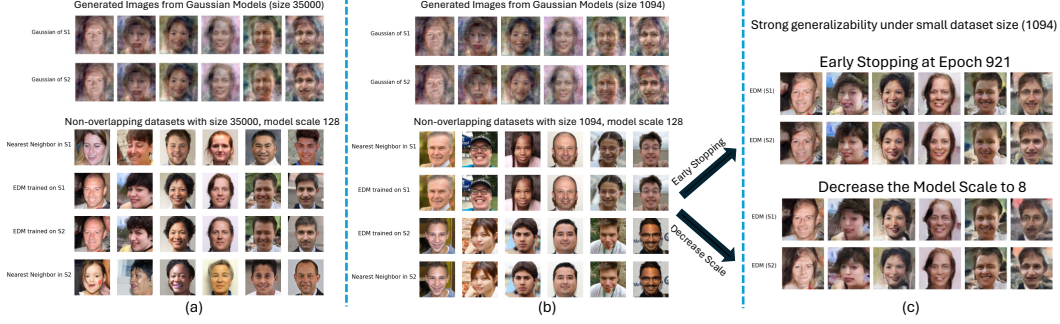 Generated Images from Gaussian Models (size 35000)
Gaussian of S1
Gaussian of S2
Non-overlapping datasets with size 35000, model scale 128
Nearest Neighbor in S1
EDM trained on S1
EDM trained on S2
Nearest Neighbor in S2
(a)
Generated Images from Gaussian Models (size 1094)
Gaussian of S1
Gaussian of S2
Non-overlapping datasets with size 1094, model scale 128
Nearest Neighbor in S1
EDM trained on S1
EDM trained on S2
Nearest Neighbor in S2
(b)
Early Stopping
Decrease Scale
Strong generalizability under small dataset size (1094)
Early Stopping at Epoch 921
EDM (S1)
EDM (S2)
Decrease the Model Scale to 8
EDM (S1)
EDM (S2)
(c)